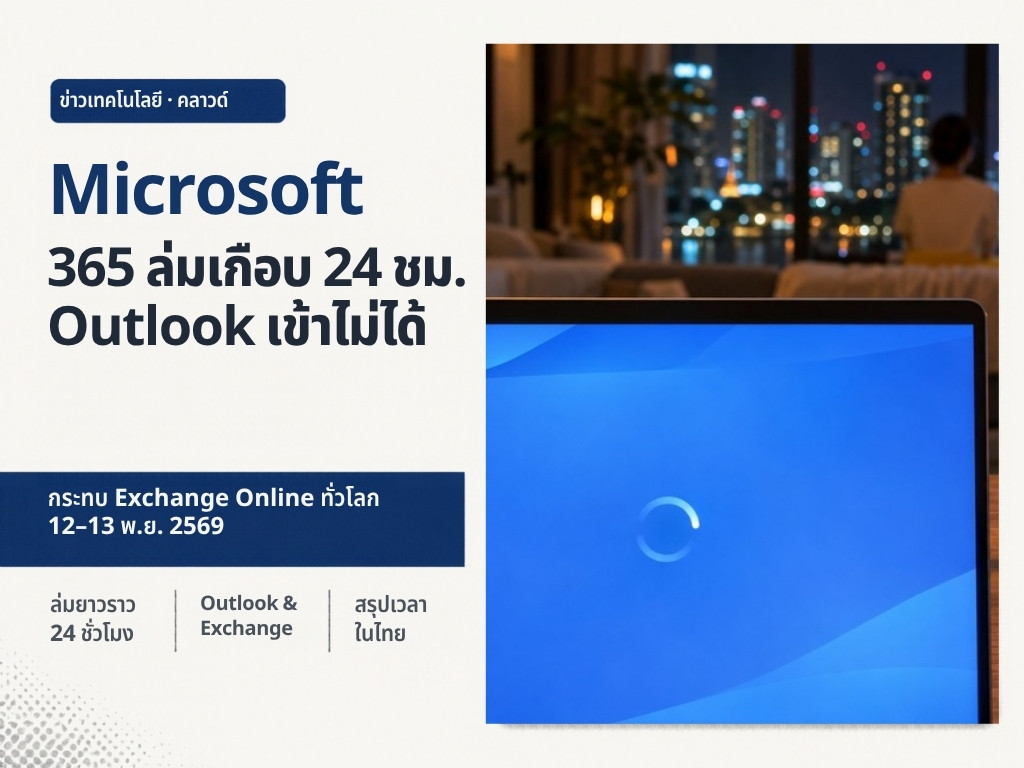 ข่าวเทคโนโลยี · คลาวด์
Microsoft
365 ล่มเกือบ 24 ชม.
Outlook เข้าไม่ได้
กระทบ Exchange Online ทั่วโลก
12–13 พ.ย. 2569
ล่มยาวราว
24 ชั่วโมง
Outlook &
Exchange
สรุปเวลา
ในไทย